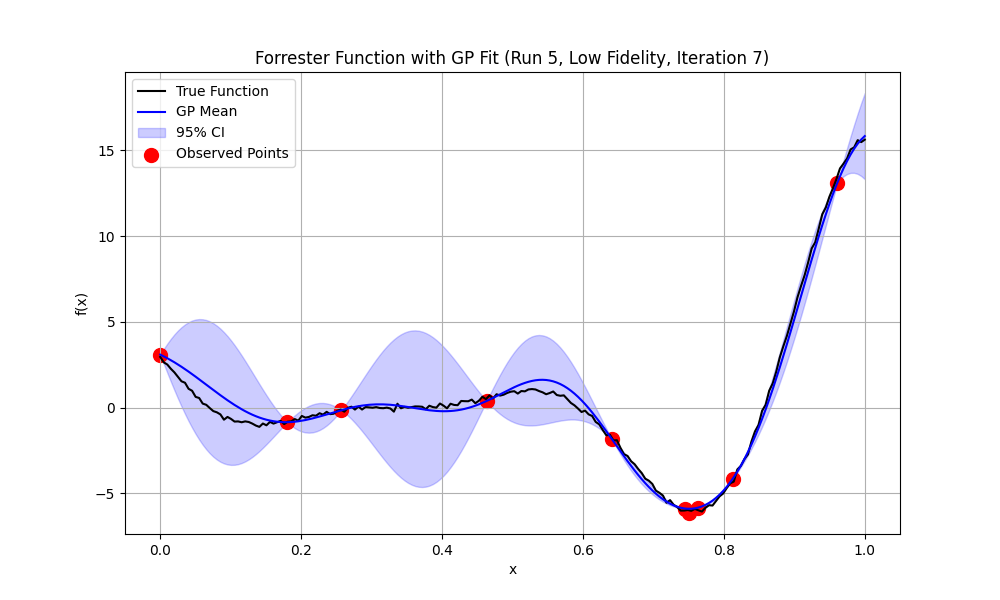 Forrester Function with GP Fit (Run 5, Low Fidelity, Iteration 7)
True Function
GP Mean
95% CI
Observed Points
f(x)
15
10
5
0
−5
0.0 0.2 0.4 0.6 0.8 1.0
x